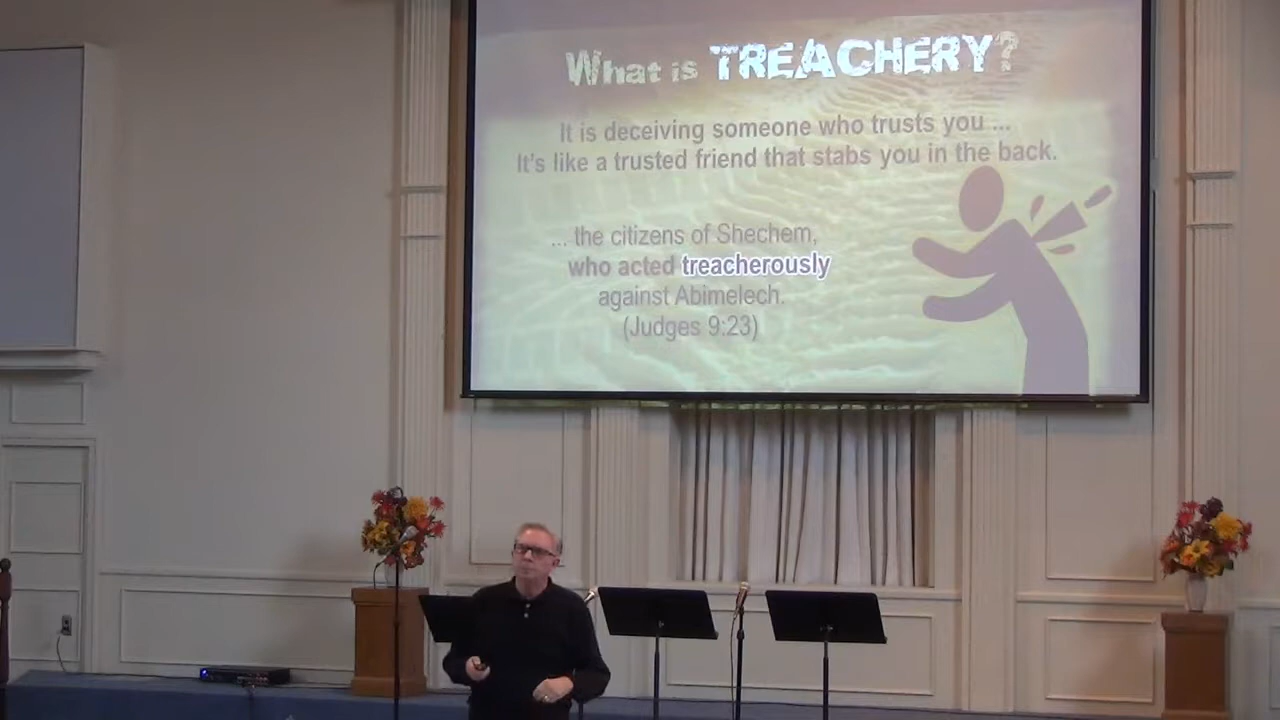 What is TREACHERY?
It is deceiving someone who trusts you ...
It's like a trusted friend that stabs you in the back.
... the citizens of Shechem,
who acted treacherously
against Abimelech.
(Judges 9:23)